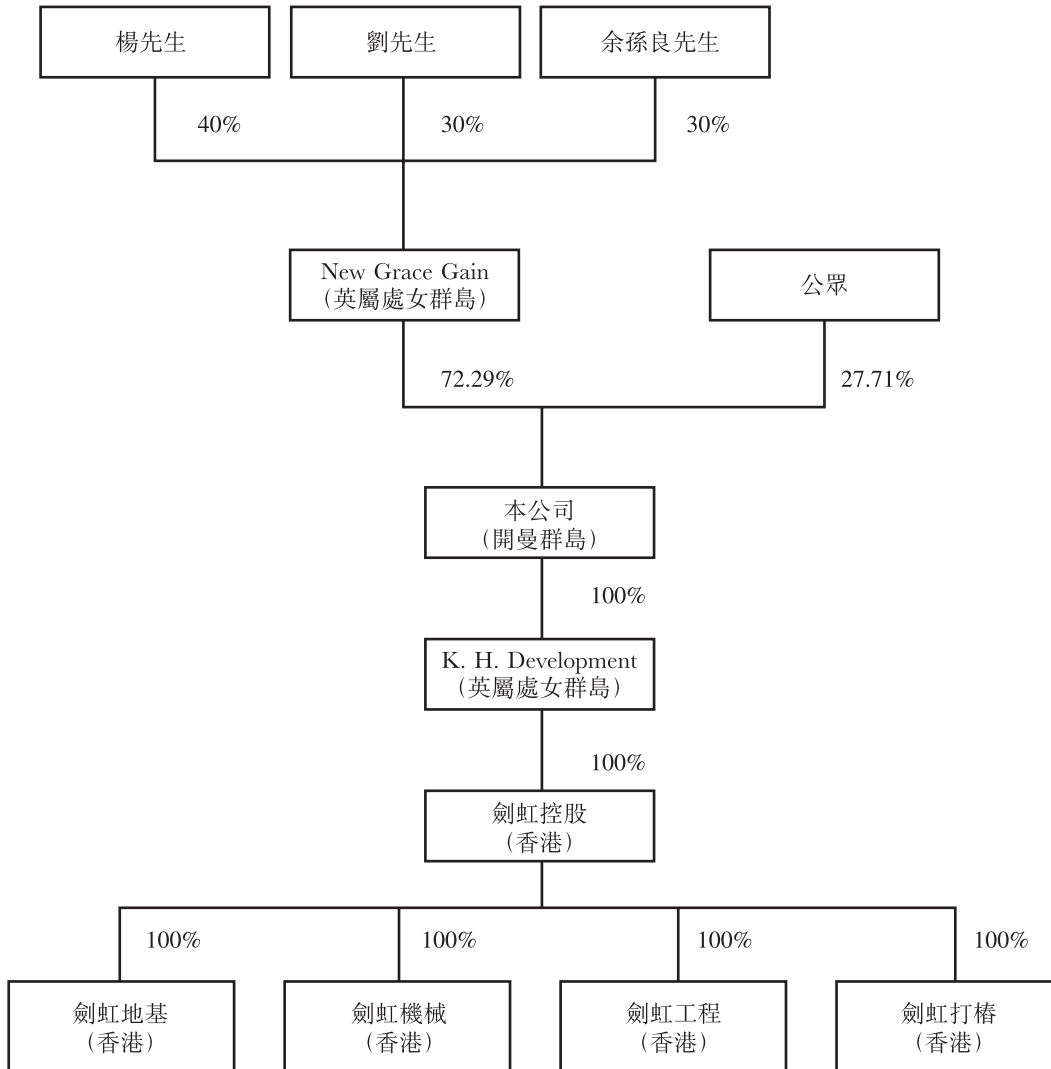 楊先生
劉先生
余孫良先生
40%
30%
30%
New Grace Gain
(英屬處女群島)
公眾
72.29%
27.71%
本公司
(開曼群島)
100%
K. H. Development
(英屬處女群島)
100%
劍虹控股
(香港)
100%
100%
100%
100%
劍虹地基
(香港)
劍虹機械
(香港)
劍虹工程
(香港)
劍虹打樁
(香港)